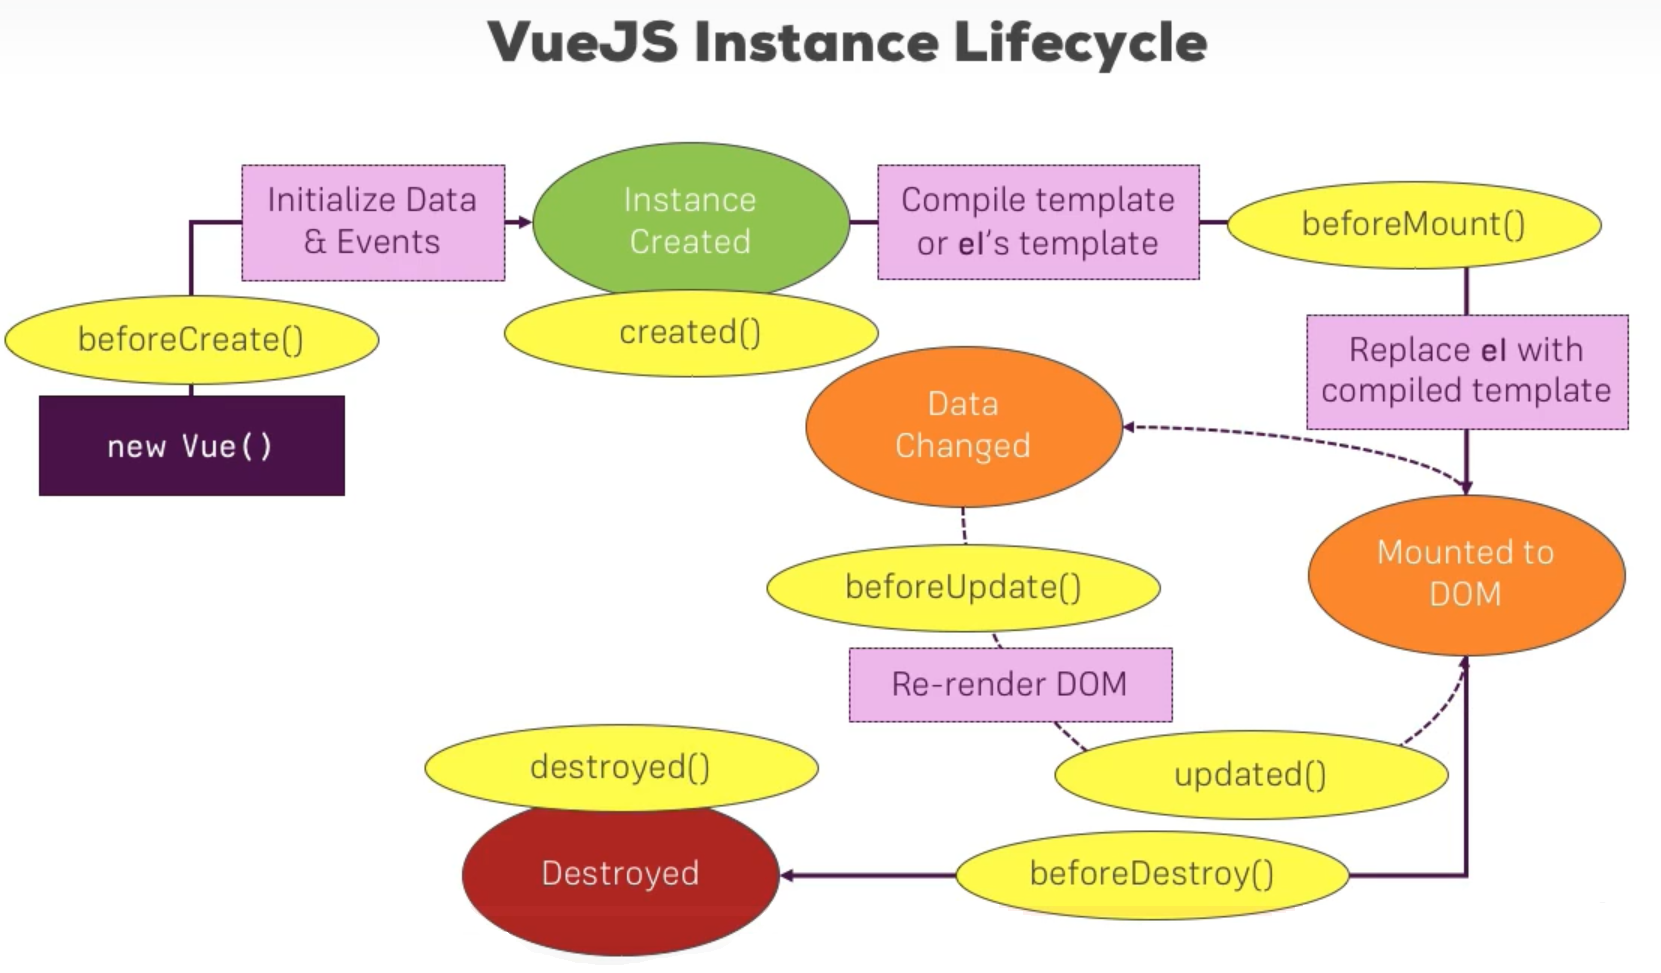 VueJS Instance Lifecycle
Initialize Data
& Events
Instance
Created
Compile template
or el's template
beforeMount()
beforeCreate()
created()
Replace el with
compiled template
new Vue()
Data
Changed
Mounted to
DOM
beforeUpdate()
Re-render DOM
updated()
destroyed()
Destroyed
beforeDestroy()